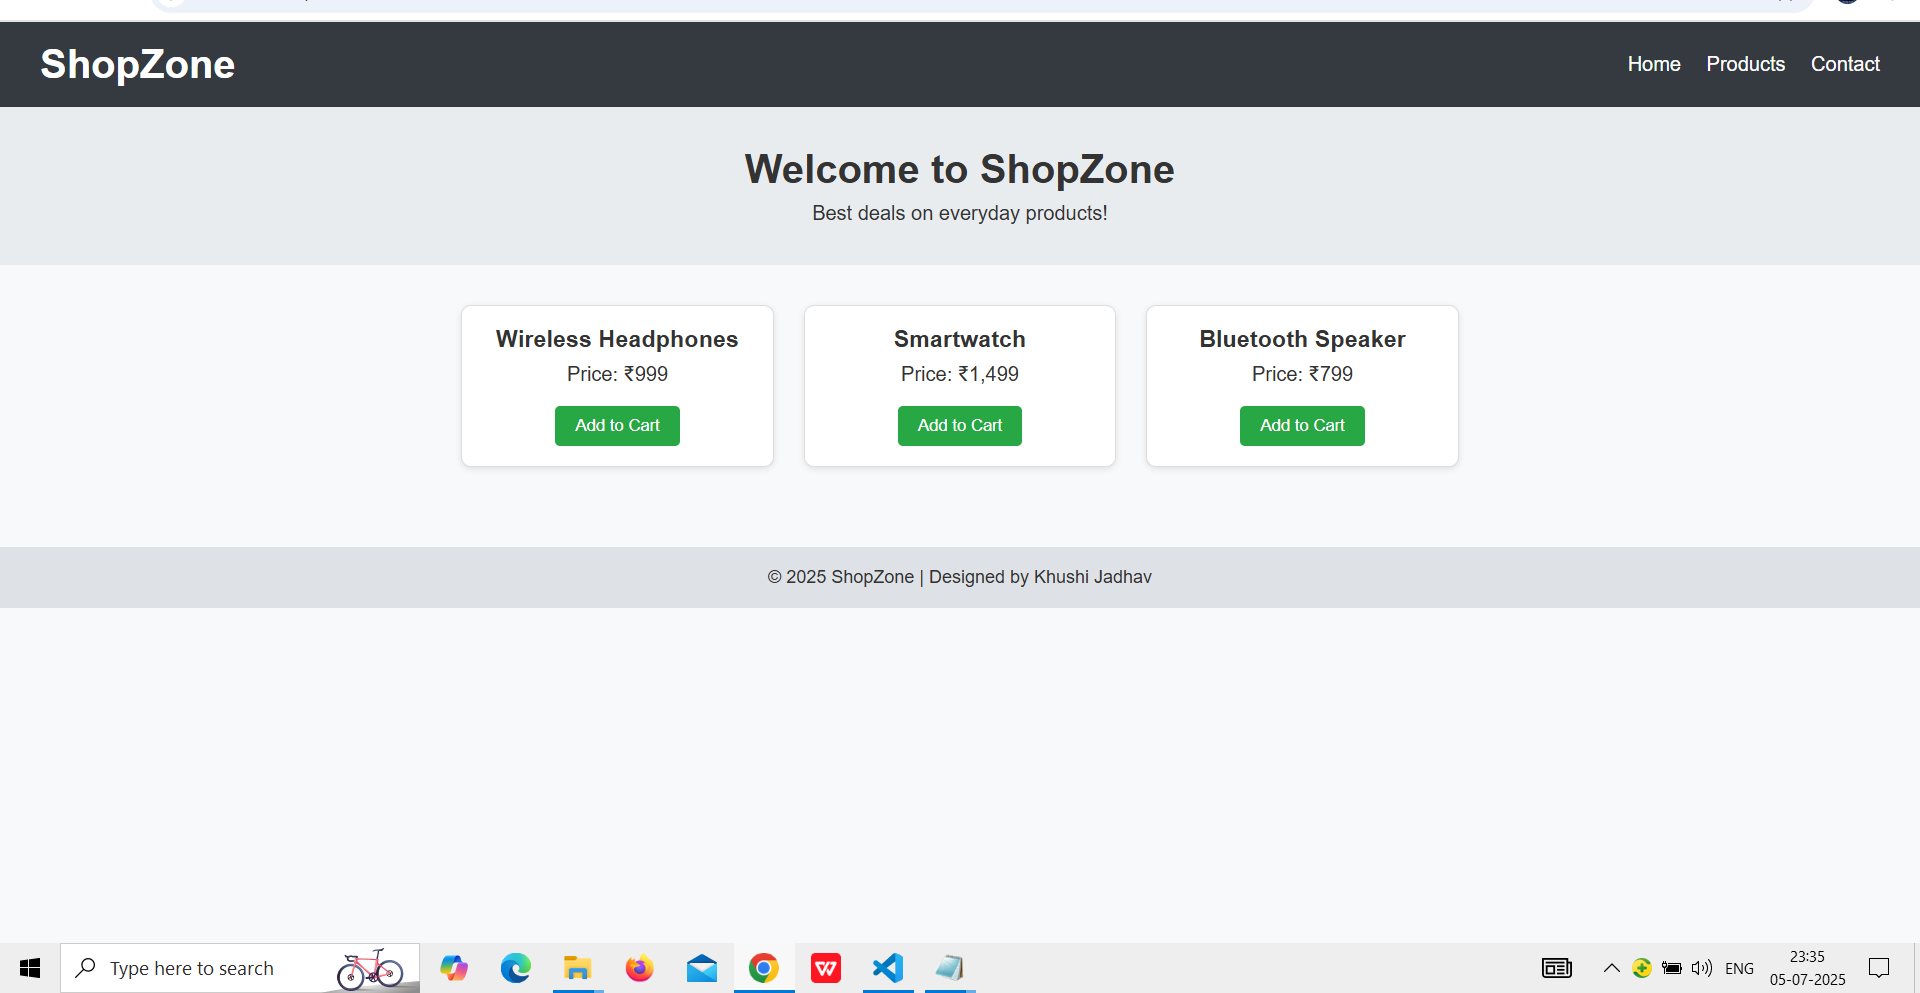 ShopZone
Home Products Contact
Welcome to ShopZone
Best deals on everyday products!
Wireless Headphones
Price: ₹999
Add to Cart
Smartwatch
Price: ₹1,499
Add to Cart
Bluetooth Speaker
Price: ₹799
Add to Cart
© 2025 ShopZone | Designed by Khushi Jadhav
Type here to search
W
ENG
23:35
05-07-2025